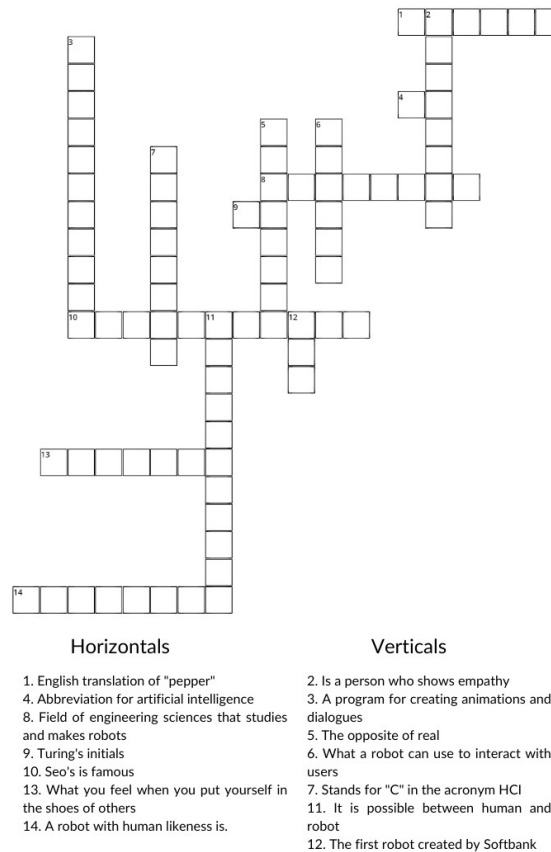 1
2
3
4
5
6
7
8
9
10
11
12
13
14
Horizontals
1. English translation of "pepper"
4. Abbreviation for artificial intelligence
8. Field of engineering sciences that studies
and makes robots
9. Turing's initials
10. Seo's is famous
13. What you feel when you put yourself in
the shoes of others
14. A robot with human likeness is.
Verticals
2. Is a person who shows empathy
3. A program for creating animations and
dialogues
5. The opposite of real
6. What a robot can use to interact with
users
7. Stands for "C" in the acronym HCI
11. It is possible between human and
robot
12. The first robot created by Softbank